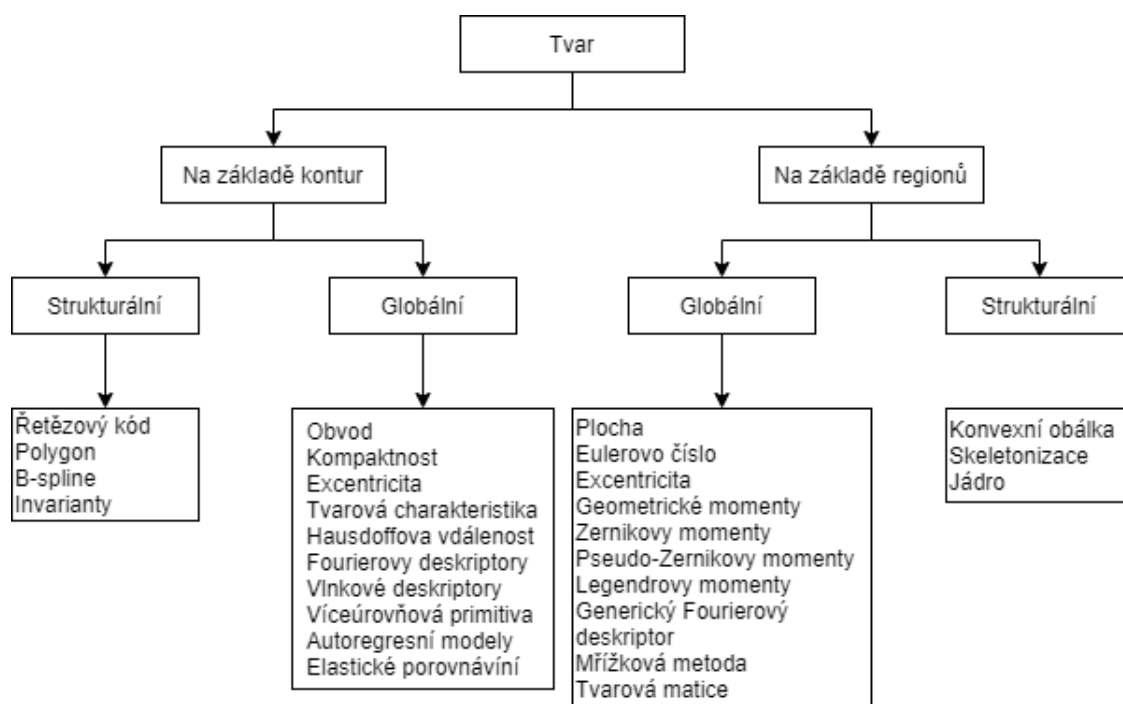 Tvar
Na základě kontur
Na základě regionů
Strukturální
Globální
Globální
Strukturální
Řetězový kód
Polygon
B-spline
Invarianty
Obvod
Kompaktnost
Excentricita
Tvarová charakteristika
Hausdoffova vdálenost
Fourierovy deskriptory
Vlnkové deskriptory
Víceúrovňová primitiva
Autoregresní modely
Elastické porovnávíní
Plocha
Eulerovo číslo
Excentricita
Geometrické momenty
Zernikovy momenty
Pseudo-Zernikovy momenty
Legendrovy momenty
Generický Fourierový
deskriptor
Mřížková metoda
Tvarová matice
Konvexní obálka
Skeletonizace
Jádro